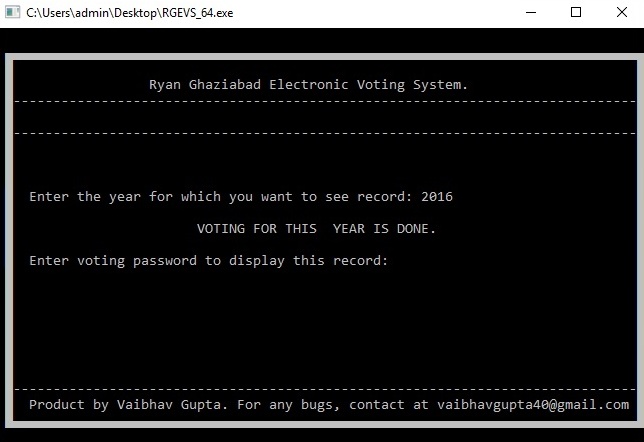 C:\Users\admin\Desktop\RGEVS_64.exe
Ryan Ghaziabad Electronic Voting System.
--------------------------------------------------------------------------------
--------------------------------------------------------------------------------
Enter the year for which you want to see record: 2016
VOTING FOR THIS  YEAR IS DONE.
Enter voting password to display this record:
--------------------------------------------------------------------------------
Product by Vaibhav Gupta. For any bugs, contact at vaibhavgupta40@gmail.com